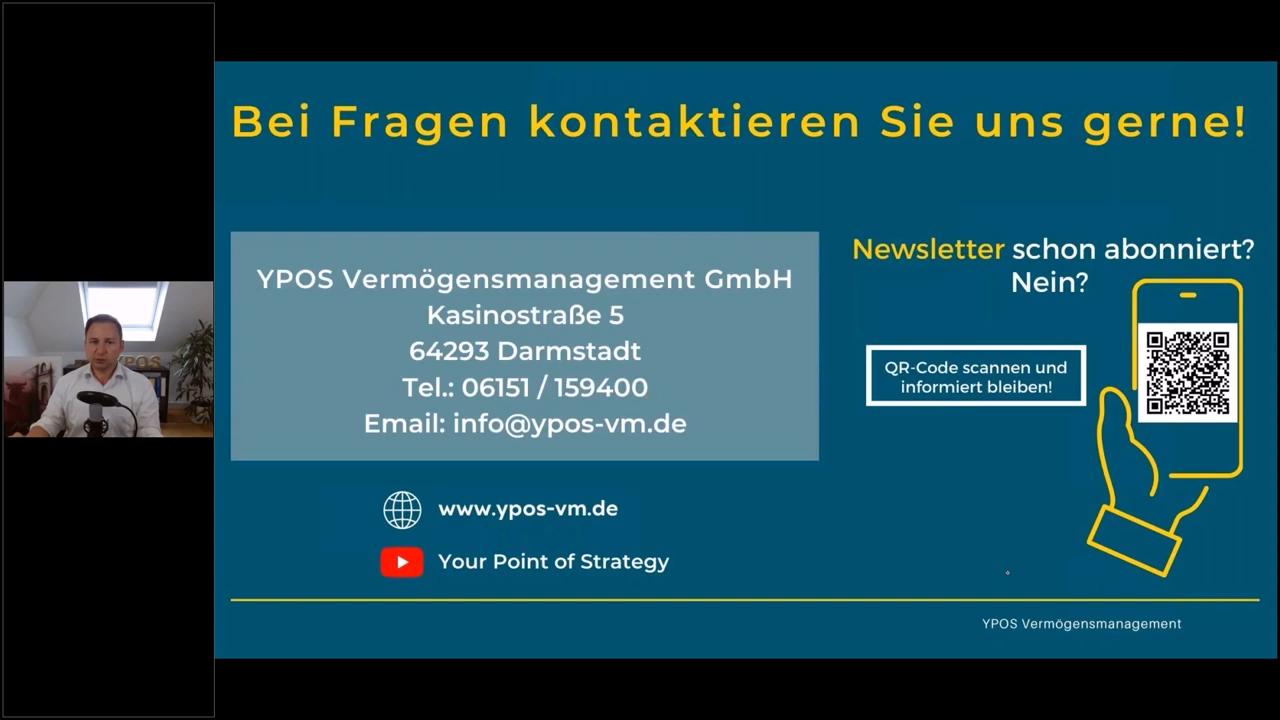 Bei Fragen kontaktieren Sie uns gerne!
YPOS Vermögensmanagement GmbH
Kasinostraße 5
64293 Darmstadt
Tel.: 06151 / 159400
Email: info@ypos-vm.de
www.ypos-vm.de
Your Point of Strategy
Newsletter schon abonniert?
Nein?
QR-Code scannen und
informiert bleiben!
YPOS Vermögensmanagement
YPOS